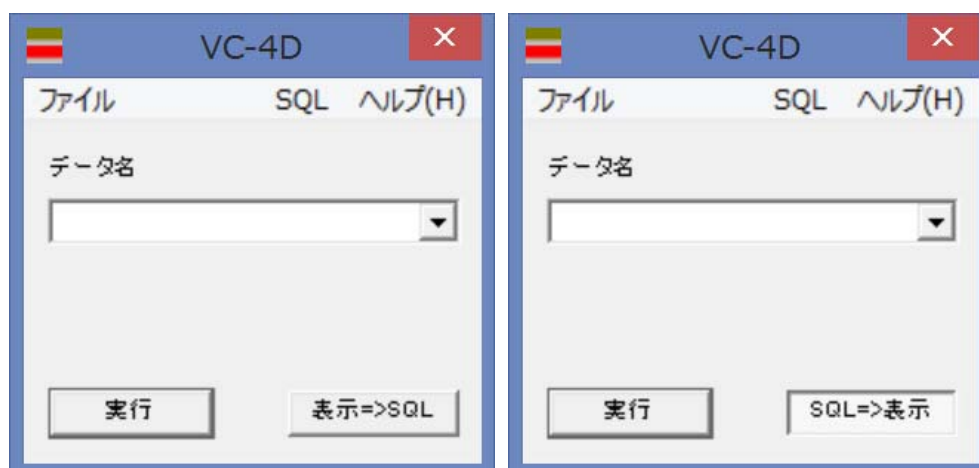 VC-4D
ファイル SQL ヘルプ(H)
データ名
実行 表示=>SQL
VC-4D
ファイル SQL ヘルプ(H)
データ名
実行 SQL=>表示